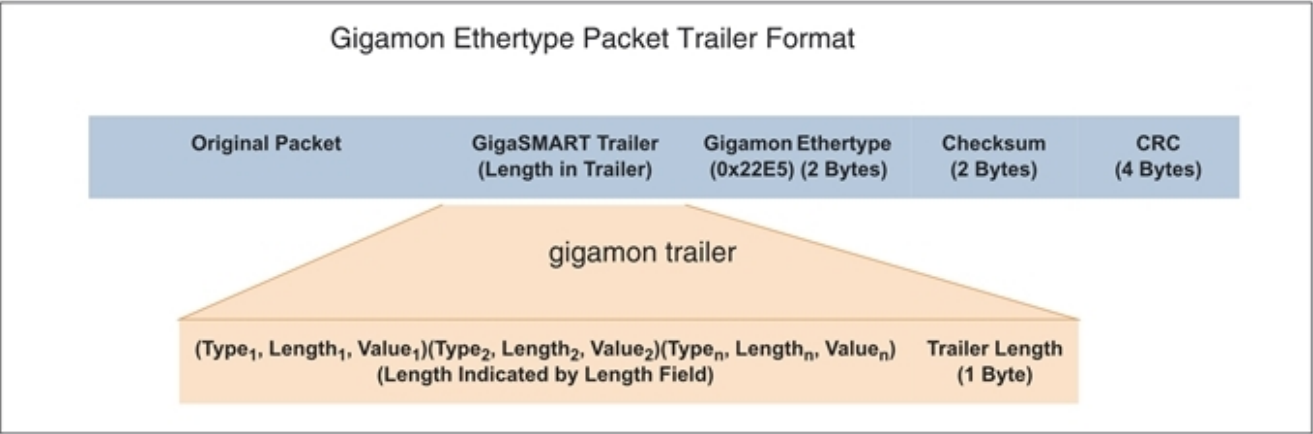 Gigamon Ethertype Packet Trailer Format
Original Packet GigaSMART Trailer Gigamon Ethertype Checksum CRC
(Length in Trailer) (0x22E5) (2 Bytes) (2 Bytes) (4 Bytes)
gigamon trailer
(Type₁, Length₁, Value₁)(Type₂, Length₂, Value₂)(Typeₙ, Lengthₙ, Valueₙ) Trailer Length
(Length Indicated by Length Field) (1 Byte)